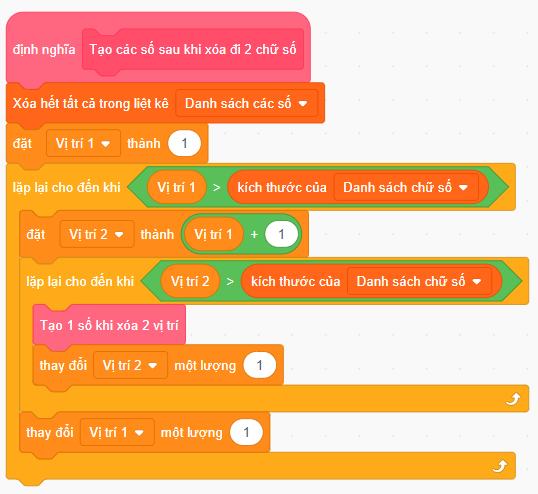 định nghĩa Tạo các số sau khi xóa đi 2 chữ số
Xóa hết tất cả trong liệt kê Danh sách các số
đặt Vị trí 1 thành 1
lặp lại cho đến khi Vị trí 1 > kích thước của Danh sách chữ số
đặt Vị trí 2 thành Vị trí 1 + 1
lặp lại cho đến khi Vị trí 2 > kích thước của Danh sách chữ số
Tạo 1 số khi xóa 2 vị trí
thay đổi Vị trí 2 một lượng 1
thay đổi Vị trí 1 một lượng 1